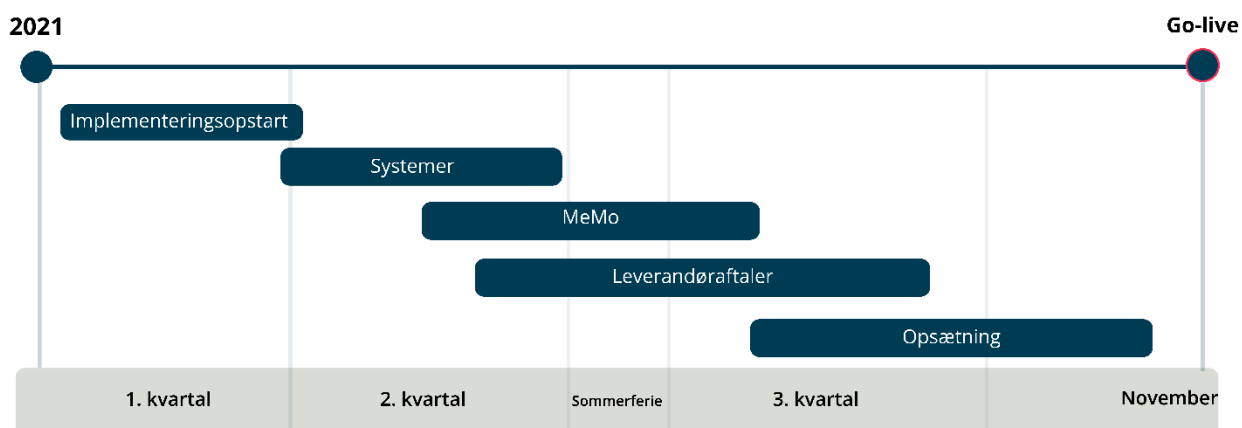 2021
Go-live
Implementeringsopstart
Systemer
MeMo
Leverandøraftaler
Opsætning
1. kvartal
2. kvartal
Sommerferie
3. kvartal
November